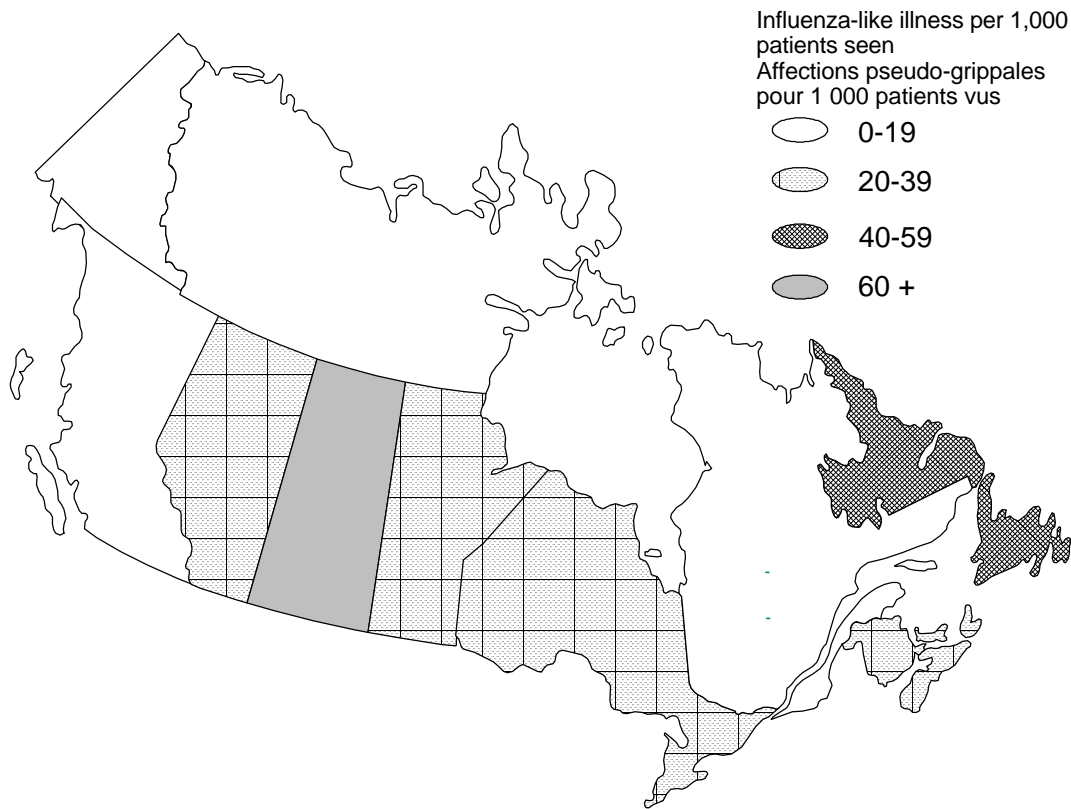 Influenza-like illness per 1,000
patients seen
Affections pseudo-grippales
pour 1 000 patients vus
0-19
20-39
40-59
60 +